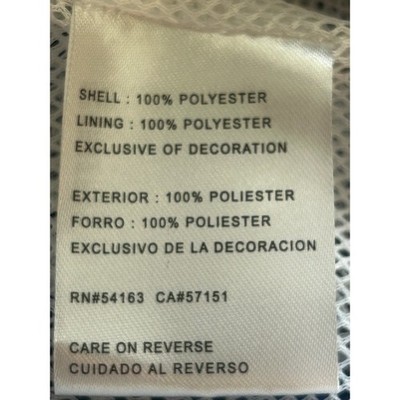 SHELL : 100% POLYESTER
LINING : 100% POLYESTER
EXCLUSIVE OF DECORATION
EXTERIOR : 100% POLIESTER
FORRO : 100% POLIESTER
EXCLUSIVO DE LA DECORACION
RN#54163 CA#57151
CARE ON REVERSE
CUIDADO AL REVERSO